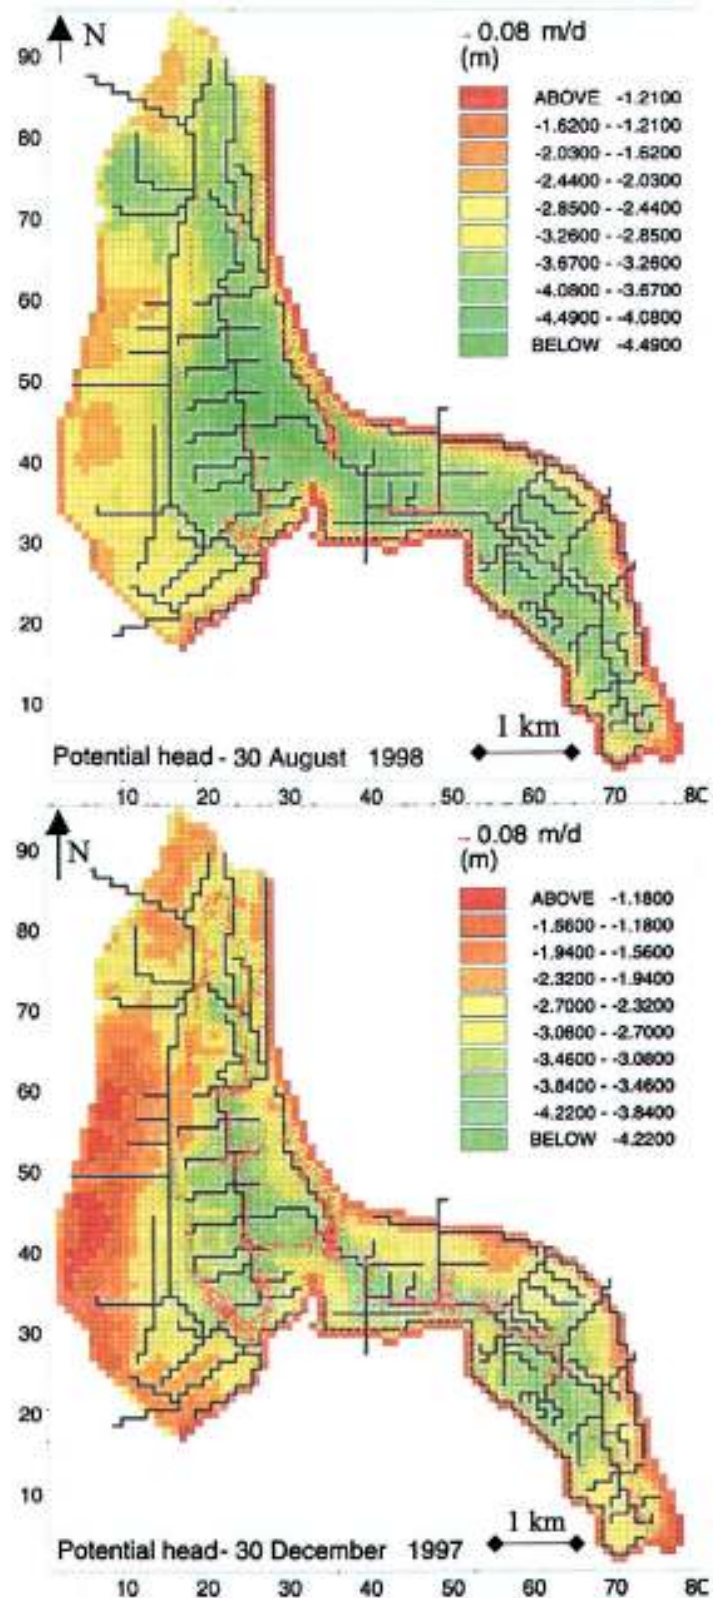 90
N
- 0.08 m/d
(m)
ABOVE -1.2100
80
-1.6200 - -1.2100
-2.0300 - -1.6200
-2.4400 - -2.0300
70
-2.8500 - -2.4400
-3.2600 - -2.8500
-3.6700 - -3.2600
60
-4.0800 - -3.6700
-4.4900 - -4.0800
BELOW -4.4900
50
40
30
20
10
1 km
Potential head - 30 August 1998
10 20 30 40 50 60 70 80
90
N
- 0.08 m/d
(m)
ABOVE -1.1800
80
-1.5600 - -1.1800
-1.9400 - -1.5600
-2.3200 - -1.9400
70
-2.7000 - -2.3200
-3.0800 - -2.7000
-3.4600 - -3.0800
60
-3.8400 - -3.4600
-4.2200 - -3.8400
BELOW -4.2200
50
40
30
20
10
1 km
Potential head - 30 December 1997
10 20 30 40 50 60 70 80